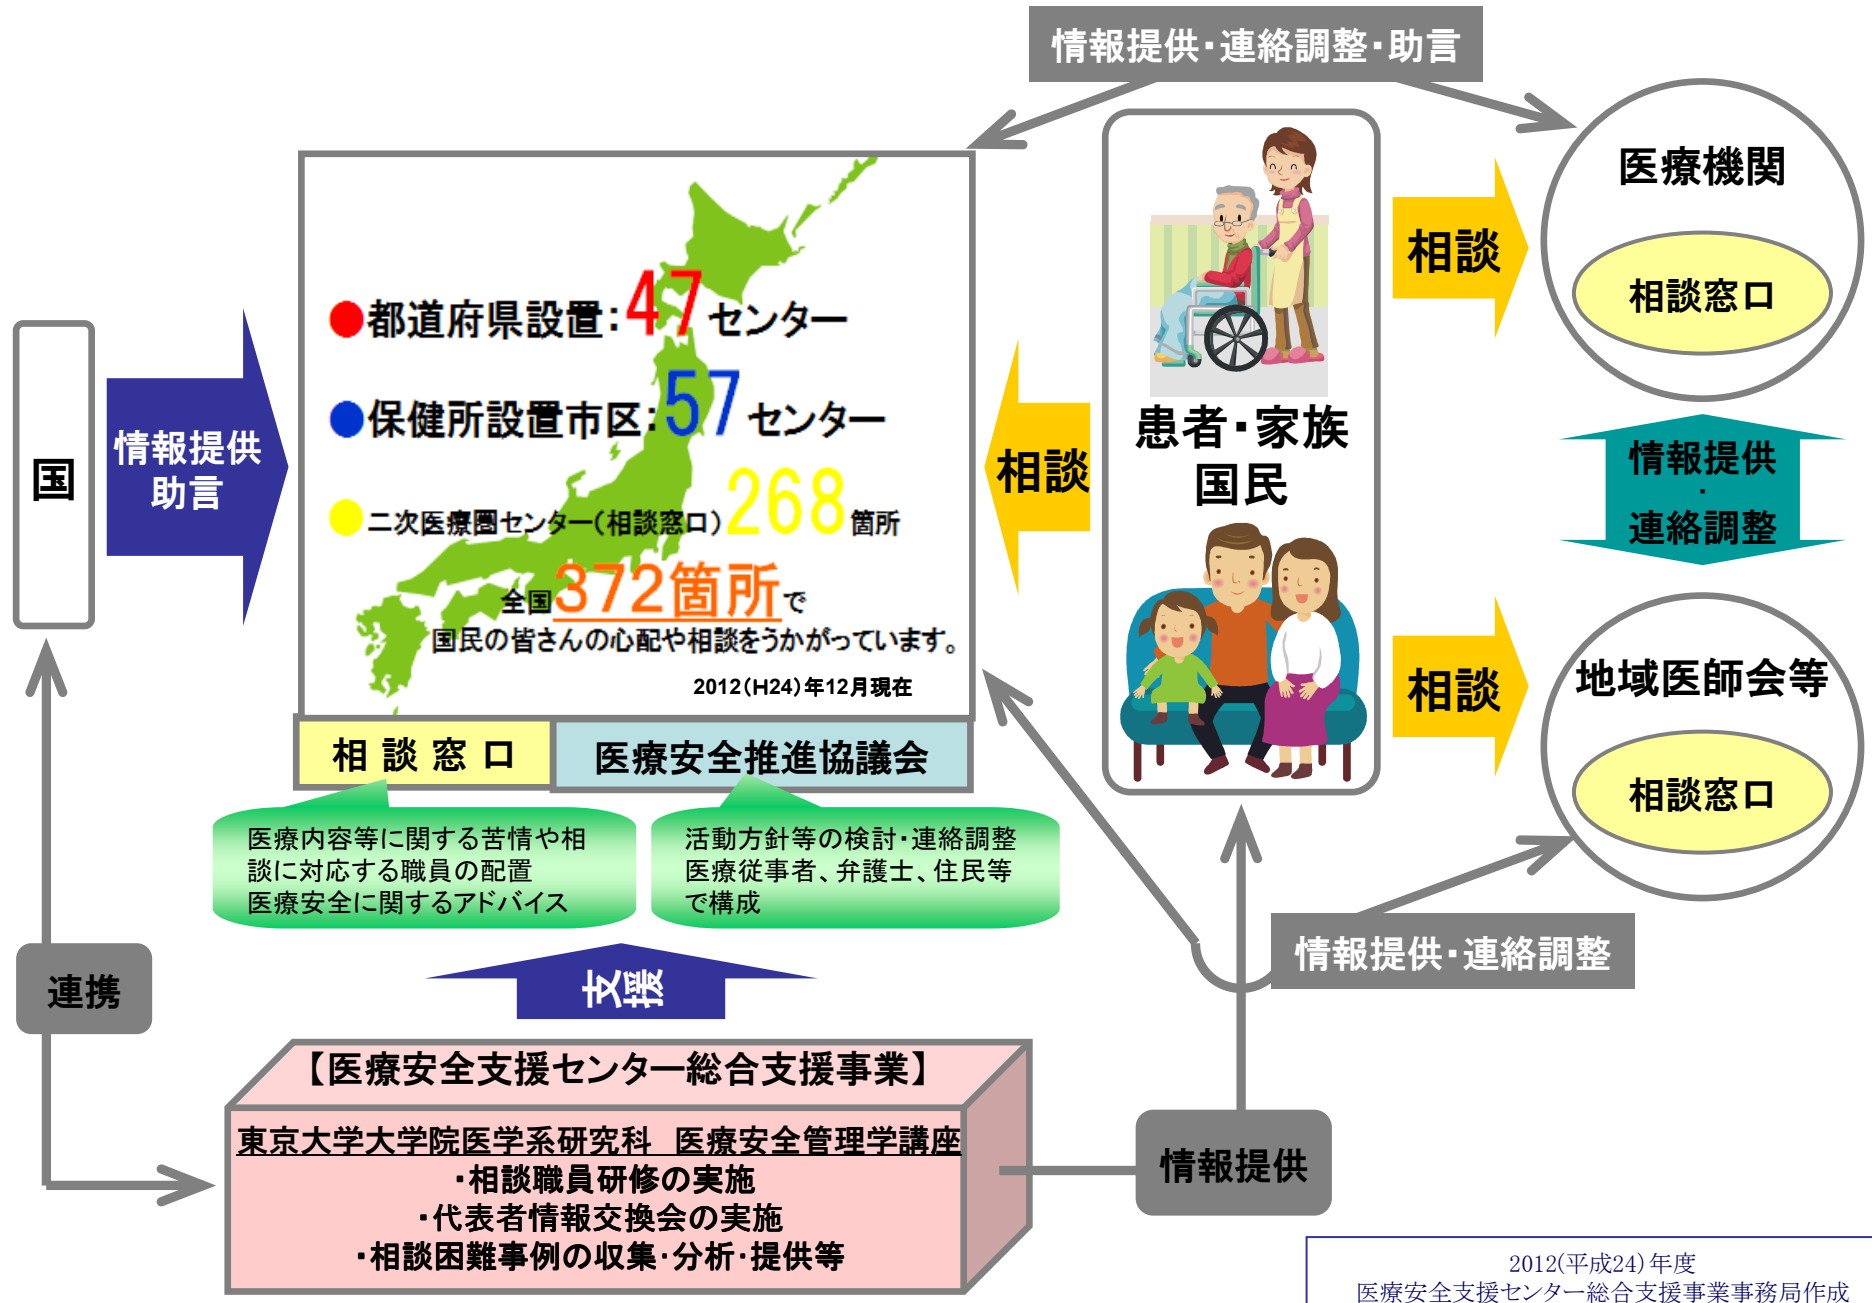 情報提供・連絡調整・助言
医療機関
相談窓口
相談
●都道府県設置：47センター
●保健所設置市区：57センター
●二次医療圏センター（相談窓口）268箇所
全国372箇所で
国民の皆さんの心配や相談をうかがっています。
2012（H24）年12月現在
国
情報提供
助言
相談
患者・家族
国民
情報提供
・
連絡調整
相談
地域医師会等
相談窓口
相談窓口
医療安全推進協議会
医療内容等に関する苦情や相
談に対応する職員の配置
医療安全に関するアドバイス
活動方針等の検討・連絡調整
医療従事者、弁護士、住民等
で構成
情報提供・連絡調整
連携
支援
【医療安全支援センター総合支援事業】
東京大学大学院医学系研究科　医療安全管理学講座
・相談職員研修の実施
・代表者情報交換会の実施
・相談困難事例の収集・分析・提供等
情報提供
2012(平成24)年度
医療安全支援センター総合支援事業事務局作成